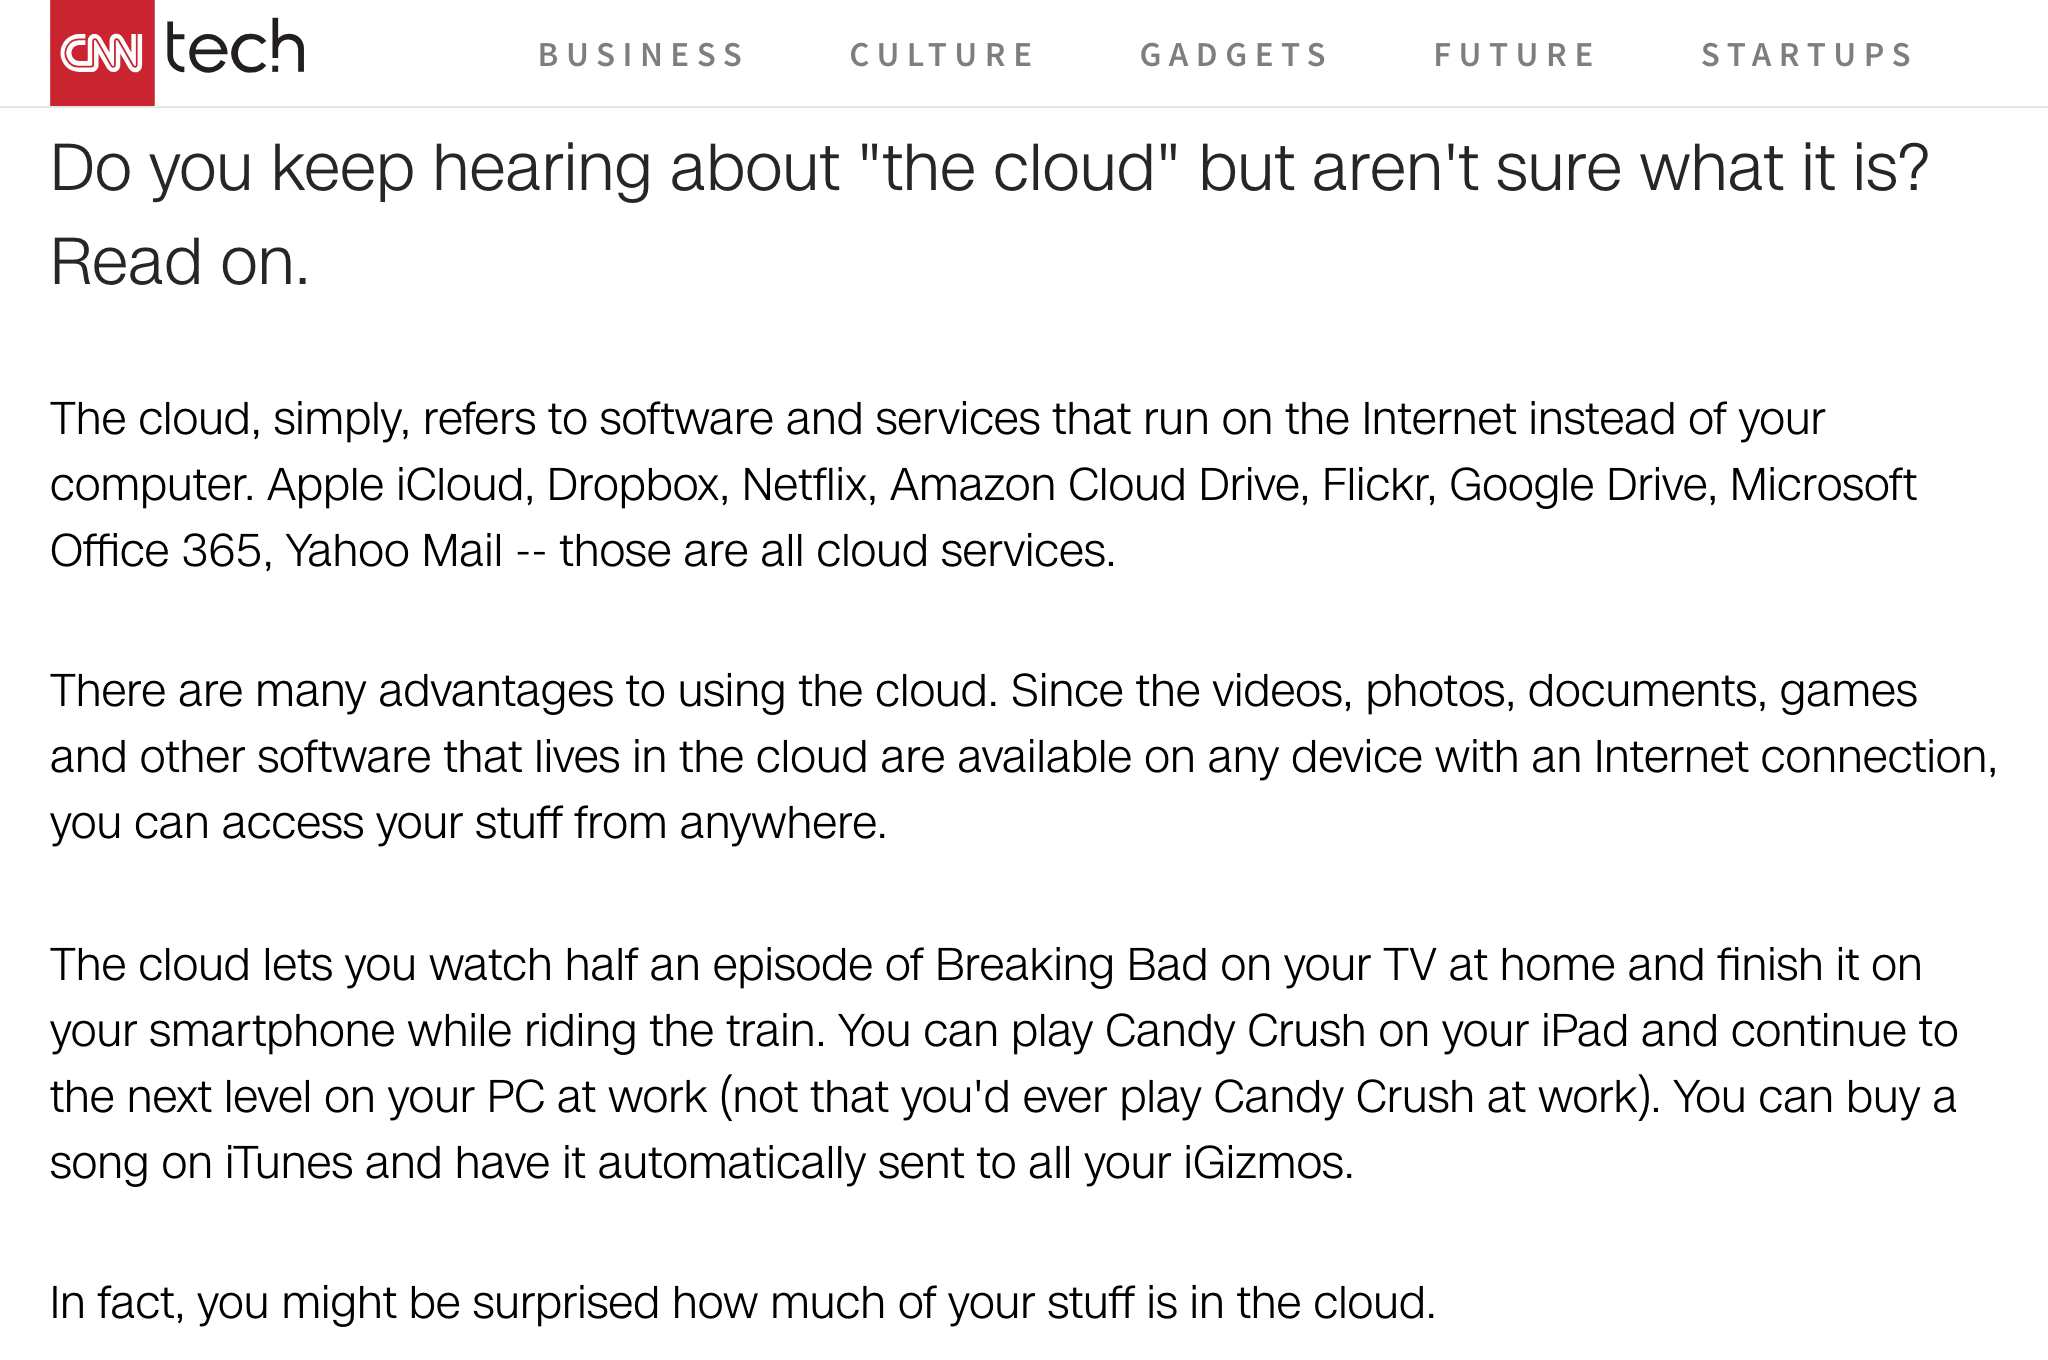 CNN tech BUSINESS CULTURE GADGETS FUTURE STARTUPS
Do you keep hearing about "the cloud" but aren't sure what it is?
Read on.
The cloud, simply, refers to software and services that run on the Internet instead of your
computer. Apple iCloud, Dropbox, Netflix, Amazon Cloud Drive, Flickr, Google Drive, Microsoft
Office 365, Yahoo Mail -- those are all cloud services.
There are many advantages to using the cloud. Since the videos, photos, documents, games
and other software that lives in the cloud are available on any device with an Internet connection,
you can access your stuff from anywhere.
The cloud lets you watch half an episode of Breaking Bad on your TV at home and finish it on
your smartphone while riding the train. You can play Candy Crush on your iPad and continue to
the next level on your PC at work (not that you'd ever play Candy Crush at work). You can buy a
song on iTunes and have it automatically sent to all your iGizmos.
In fact, you might be surprised how much of your stuff is in the cloud.